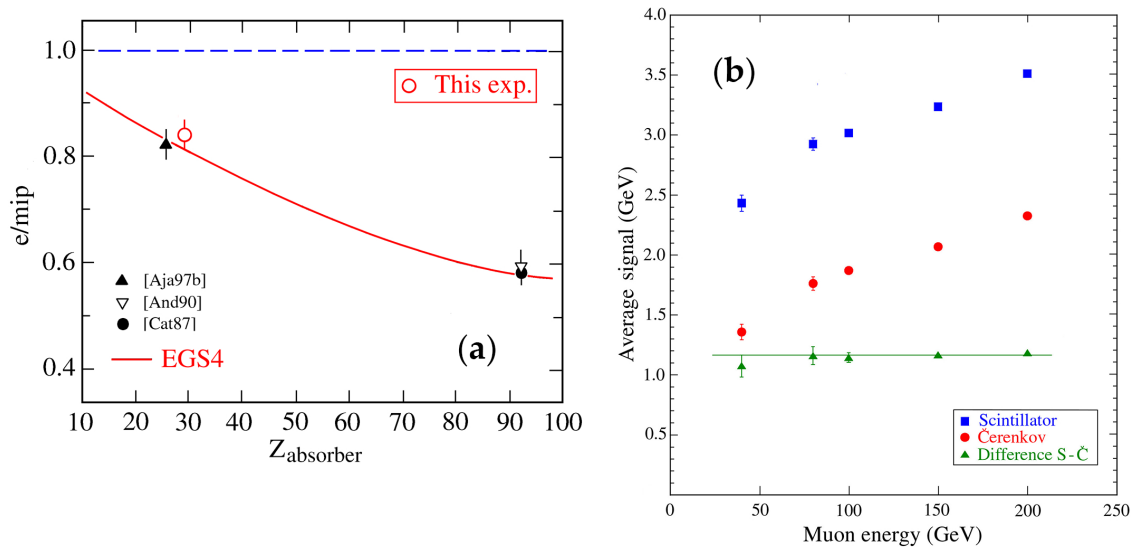 1.0
0.8
0.6
0.4
e/mip
This exp.
[Aja97b]
[And90]
[Cat87]
EGS4
(a)
10 20 30 40 50 60 70 80 90 100
Z absorber
4.0
3.5
3.0
2.5
2.0
1.5
1.0
0.5
Average signal (GeV)
(b)
Scintillator
Čerenkov
Difference S - Č
0 50 100 150 200 250
Muon energy (GeV)